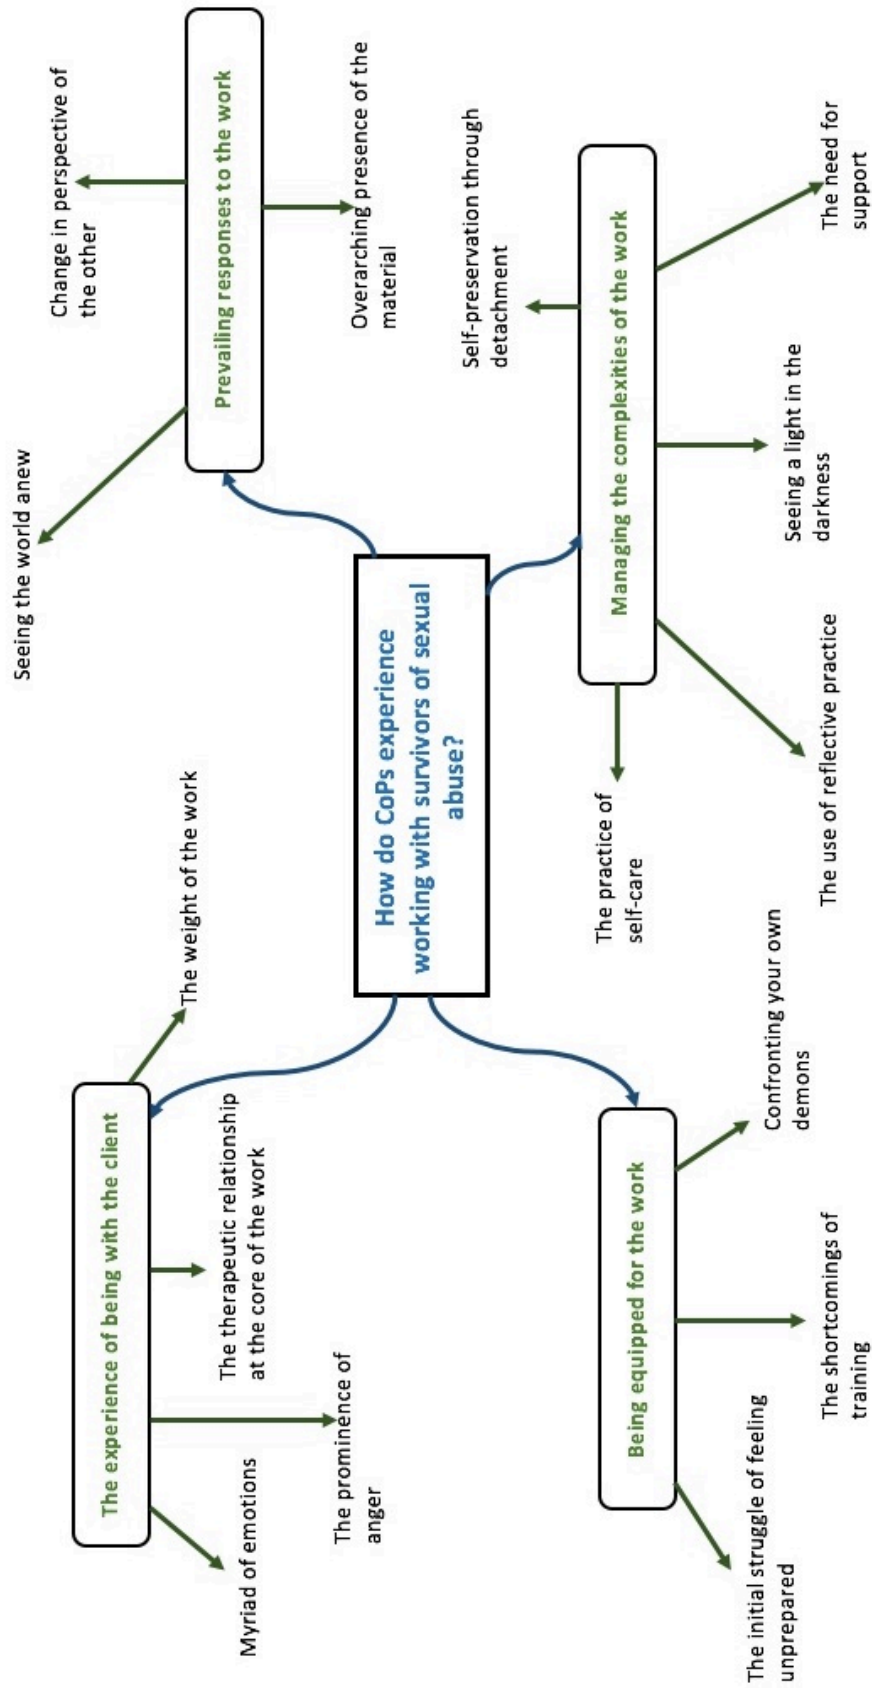 The experience of being with the client
The weight of the work
The therapeutic relationship
at the core of the work
The prominence of
anger
Myriad of emotions
Seeing the world anew
Change in perspective of
the other
Prevailing responses to the work
Overarching presence of the
material
How do CoPs experience
working with survivors of sexual
abuse?
Being equipped for the work
The initial struggle of feeling
unprepared
The shortcomings of
training
Confronting your own
demons
Self-preservation through
detachment
Managing the complexities of the work
The practice of
self-care
The use of reflective practice
Seeing a light in the
darkness
The need for
support